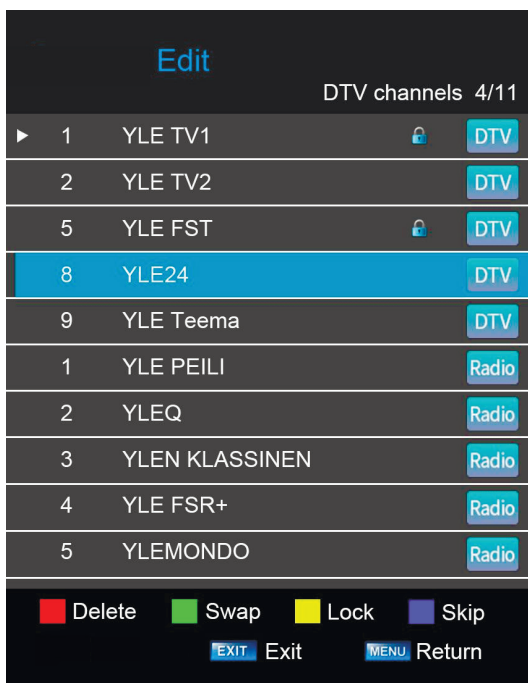 Edit
DTV channels 4/11
1 YLE TV1 DTV
2 YLE TV2 DTV
5 YLE FST DTV
8 YLE24 DTV
9 YLE Teema DTV
1 YLE PEILI Radio
2 YLEQ Radio
3 YLEN KLASSINEN Radio
4 YLE FSR+ Radio
5 YLEMONDO Radio
Delete Swap Lock Skip
EXIT Exit MENU Return